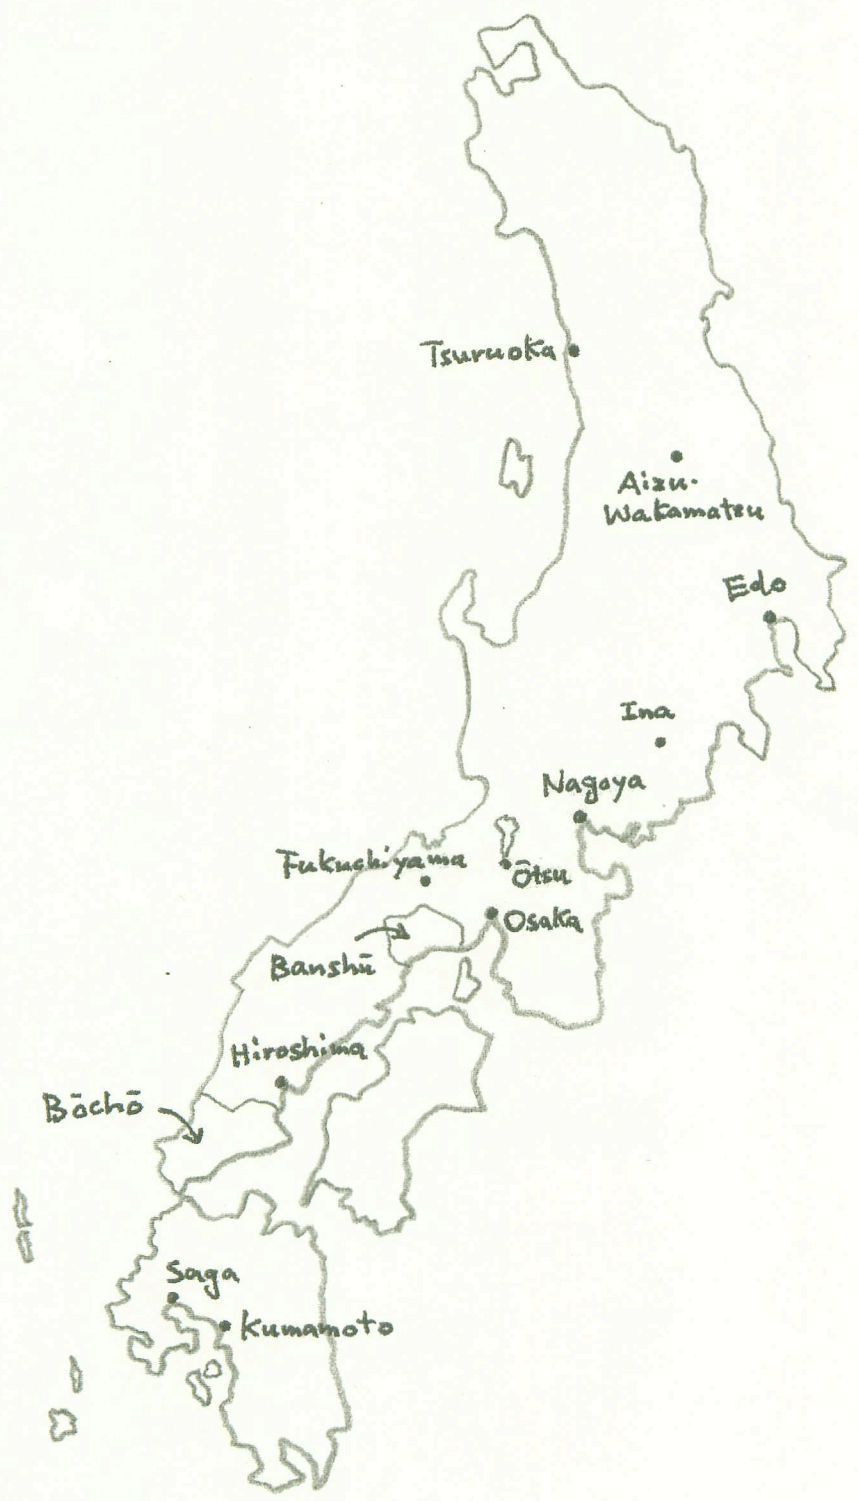 Tsuruoka
Aizu-
Wakamatsu
Edo
Ina
Nagoya
Fukuchiyama
Ōtsu
Osaka
Banshū
Hiroshima
Bōchō
Saga
Kumamoto